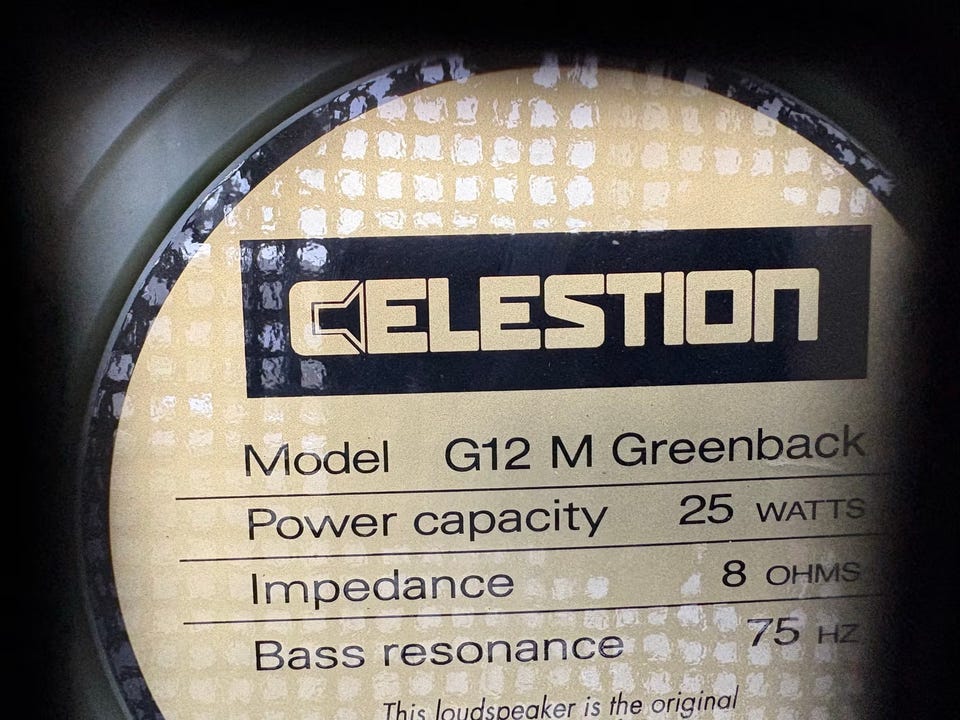 CELESTION
Model G12 M Greenback
Power capacity 25 WATTS
Impedance 8 OHMS
Bass resonance 75 HZ
This loudspeaker is the original